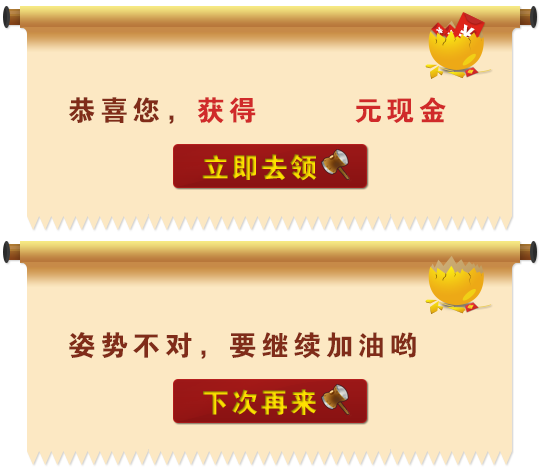 恭喜您，获得 元现金
立即去领
姿势不对，要继续加油哟
下次再来